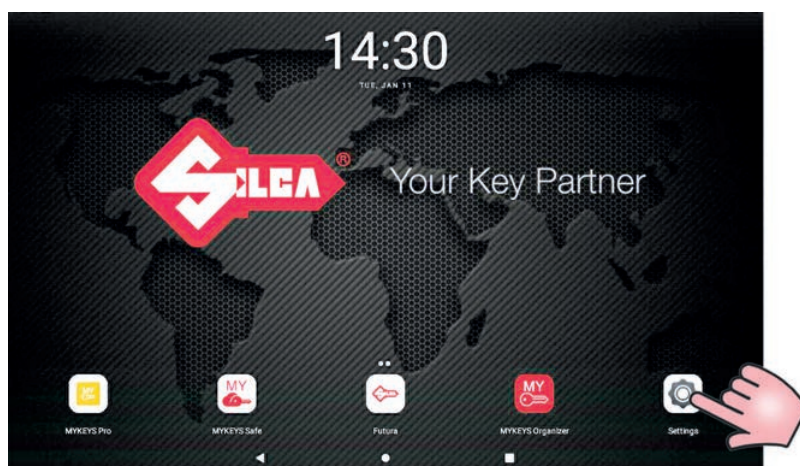 14:30
TUE, JAN 11
SILCA®
Your Key Partner
MY
MY
MY
MYKEYS Pro
MYKEYS Safe
Futura
MYKEYS Organizer
Settings